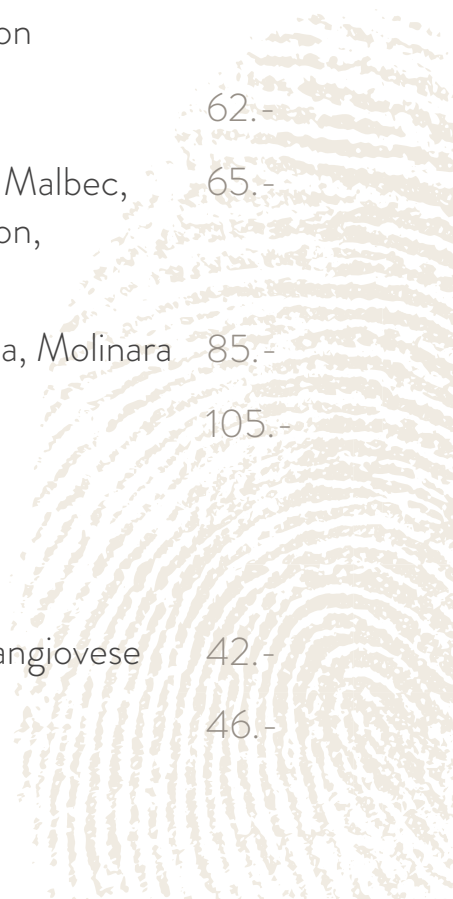 on
62.-
Malbec, 65.-
on,
a, Molinara 85.-
105.-
angiovese 42.-
46.-